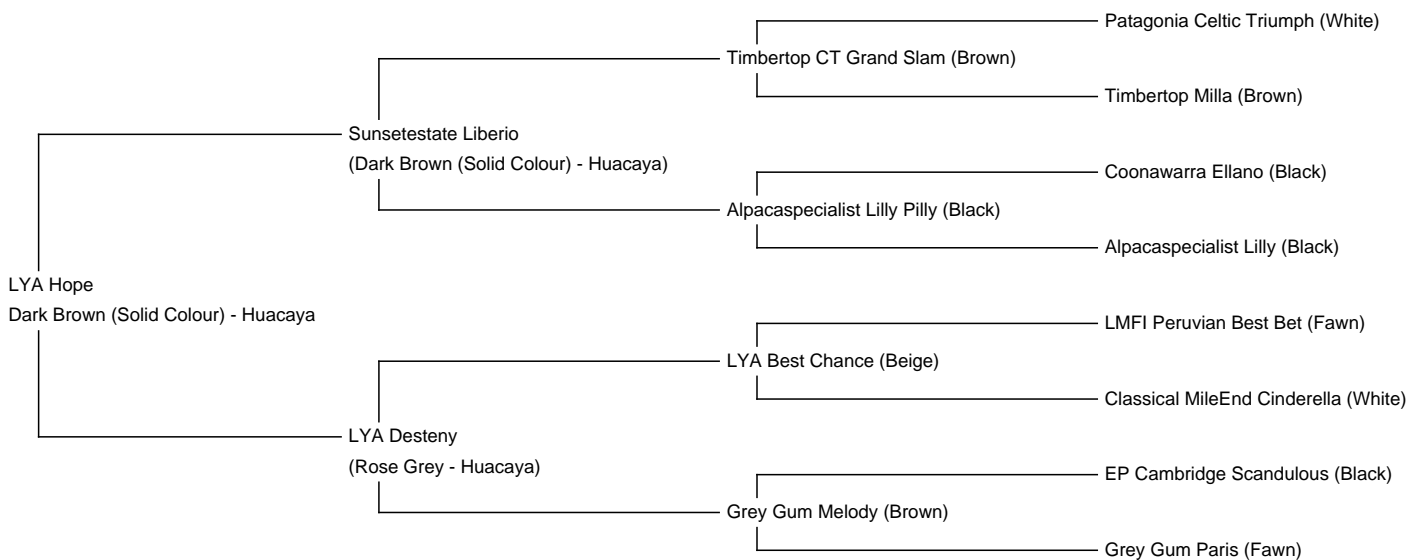 Patagonia Celtic Triumph (White)
Timbertop CT Grand Slam (Brown)
Timbertop Milla (Brown)
Sunsetestate Liberio
(Dark Brown (Solid Colour) - Huacaya)
Coonawarra Ellano (Black)
Alpacaspecialist Lilly Pilly (Black)
Alpacaspecialist Lilly (Black)
LYA Hope
Dark Brown (Solid Colour) - Huacaya
LMFI Peruvian Best Bet (Fawn)
LYA Best Chance (Beige)
Classical MileEnd Cinderella (White)
LYA Desteny
(Rose Grey - Huacaya)
EP Cambridge Scandulous (Black)
Grey Gum Melody (Brown)
Grey Gum Paris (Fawn)